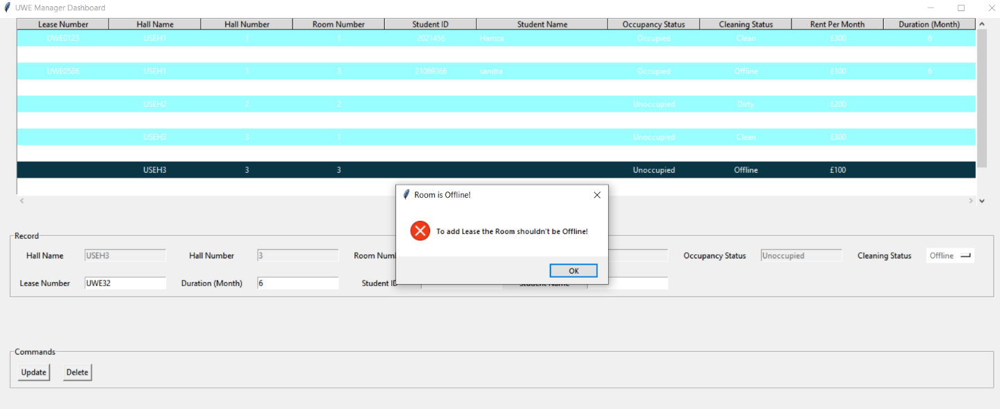 UWE Manager Dashboard
Lease Number Hall Name Hall Number Room Number Student ID Student Name Occupancy Status Cleaning Status Rent Per Month Duration (Month)
UWE0123 USEH1 1 1 2021456 Hamza Occupied Clean £300 6
UWE0586 USEH1 1 3 21069366 sandra Occupied Offline £100 6
USEH2 2 2 Unoccupied Dirty £200
USEH3 3 1 Unoccupied Clean £300
USEH3 3 3 Unoccupied Offline £100
Room is Offline!
To add Lease the Room shouldn't be Offline!
OK
Record
Hall Name USEH3 Hall Number 3 Room Occupancy Status Unoccupied Cleaning Status Offline
Lease Number UWE32 Duration (Month) 6 Student ID Student Name
Commands
Update Delete